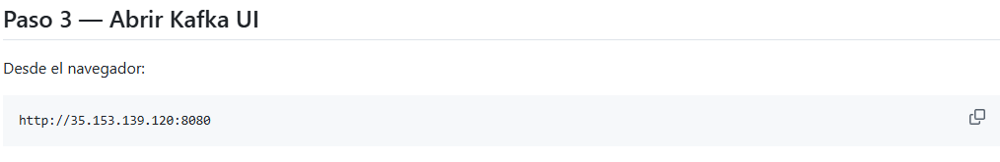 Paso 3 — Abrir Kafka UI
Desde el navegador:
http://35.153.139.120:8080